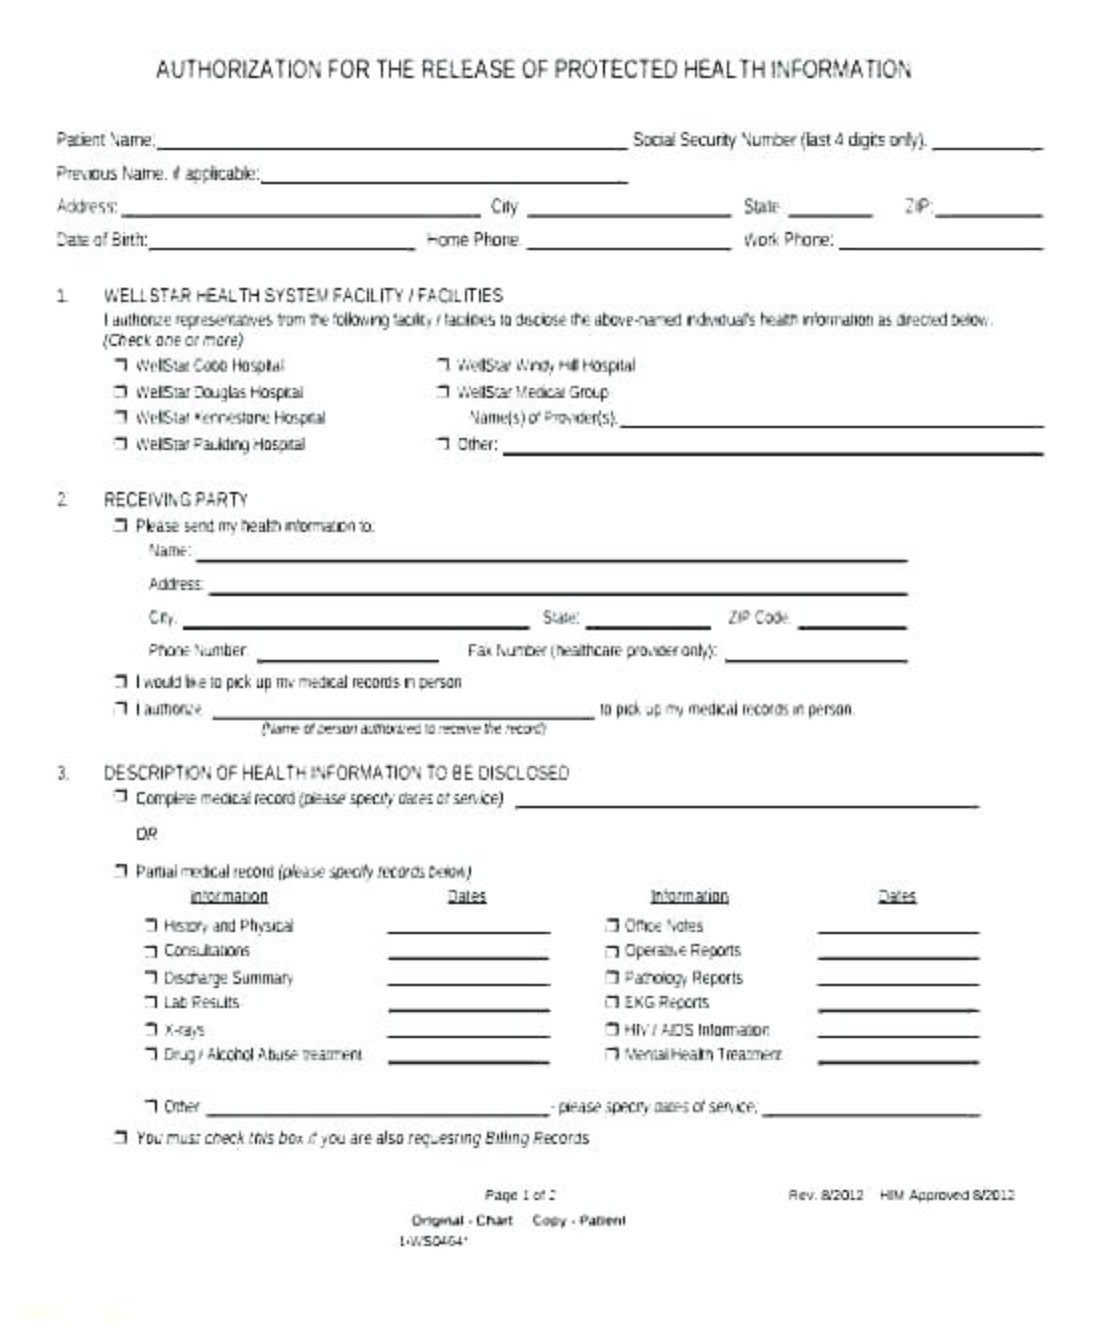 AUTHORIZATION FOR THE RELEASE OF PROTECTED HEALTH INFORMATION
Patient Name: Social Security Number (last 4 digits only).
Previous Name, if applicable:
Address: City State ZIP:
Date of Birth: Home Phone. Work Phone:
1. WELLSTAR HEALTH SYSTEM FACILITY / FACILITIES
I authorize representatives from the following facility / facilities to disclose the above-named individual's health information as directed below.
(Check one or more)
WellStar Cobb Hospital WellStar Windy Hill Hospital
WellStar Douglas Hospital WellStar Medical Group
WellStar Kennestone Hospital Name(s) of Provider(s).
WellStar Paulding Hospital Other:
2. RECEIVING PARTY
Please send my health information to:
Name:
Address:
City. State: ZIP Code.
Phone Number: Fax Number (healthcare provider only):
I would like to pick up my medical records in person
I authorize to pick up my medical records in person.
(Name of person authorized to receive the record)
3. DESCRIPTION OF HEALTH INFORMATION TO BE DISCLOSED
Complete medical record (please specify dates of service)
OR
Partial medical record (please specify records below)
Information Dates Information Dates
History and Physical Office Notes
Consultations Operative Reports
Discharge Summary Pathology Reports
Lab Results EKG Reports
X-rays HIV / AIDS Information
Drug / Alcohol Abuse treatment Mental Health Treatment
Other - please specify dates of service:
You must check this box if you are also requesting Billing Records
Page 1 of 2 Rev. 8/2012 HIM Approved 8/2012
Original - Chart Copy - Patient